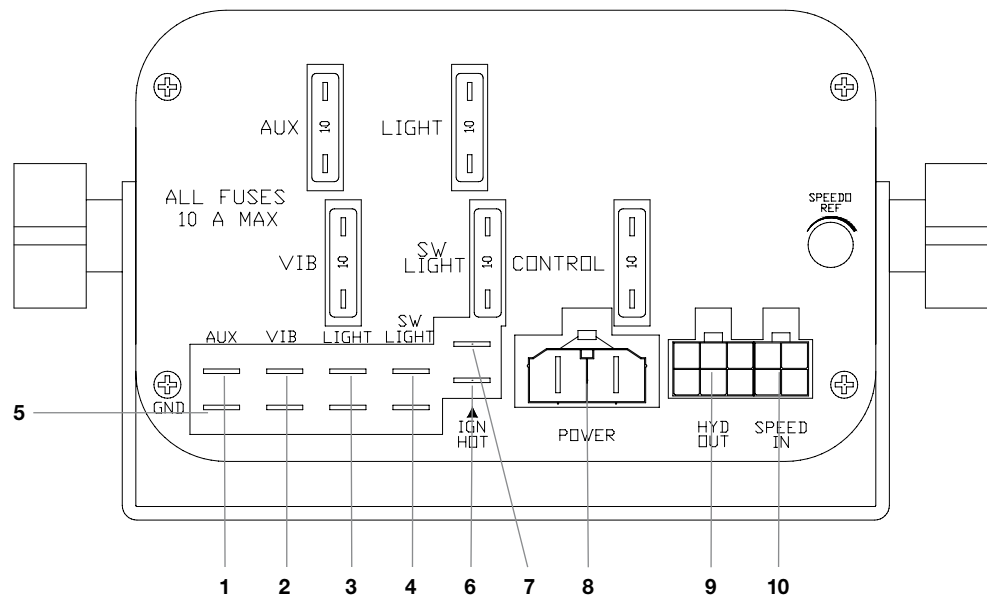 AUX
10
LIGHT
10
ALL FUSES
10 A MAX
SPEEDO
REF
VIB
10
SW
LIGHT
10
CONTROL
10
AUX
VIB
LIGHT
SW
LIGHT
5
GND
IGN
HOT
POWER
HYD
OUT
SPEED
IN
1
2
3
4
6
7
8
9
10